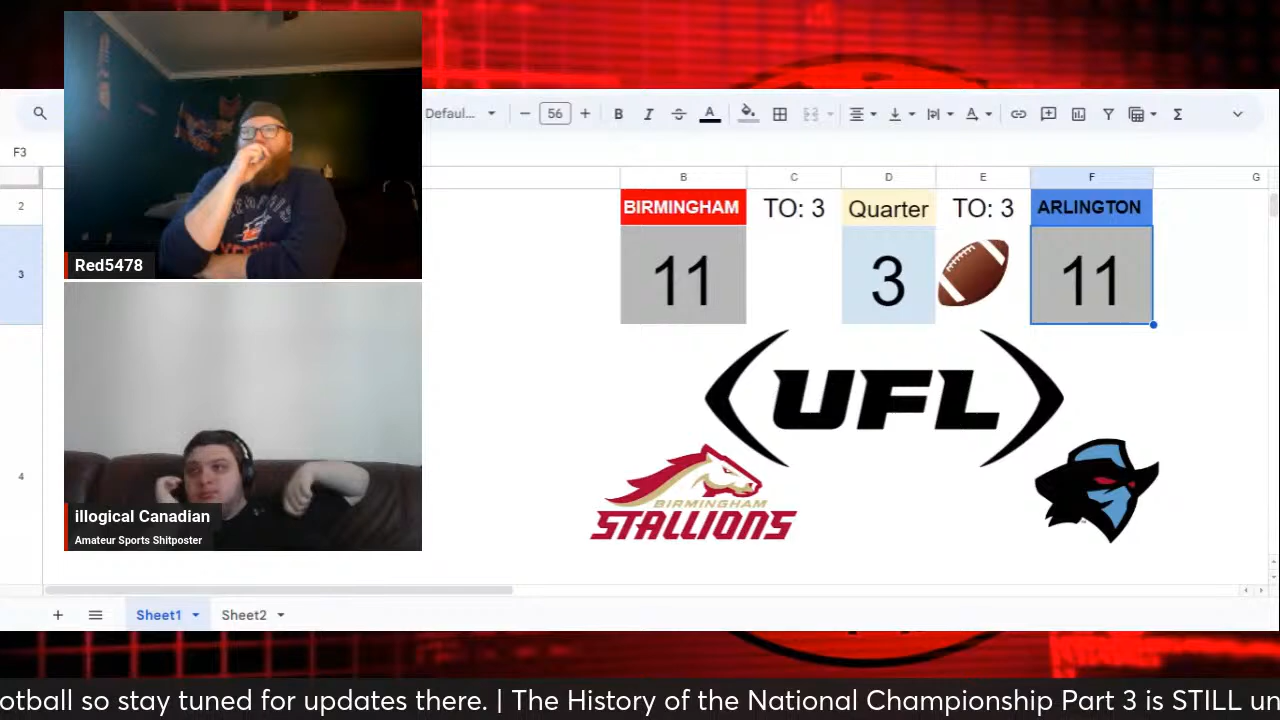 Defaul...
56
B I A Σ
F3
B C D E F G
2
3
4
BIRMINGHAM TO: 3 Quarter TO: 3 ARLINGTON
11 3 11
UFL
BIRMINGHAM
STALLIONS
Red5478
illogical Canadian
Amateur Sports Shitposter
Sheet1 Sheet2
otball so stay tuned for updates there. | The History of the National Championship Part 3 is STILL un